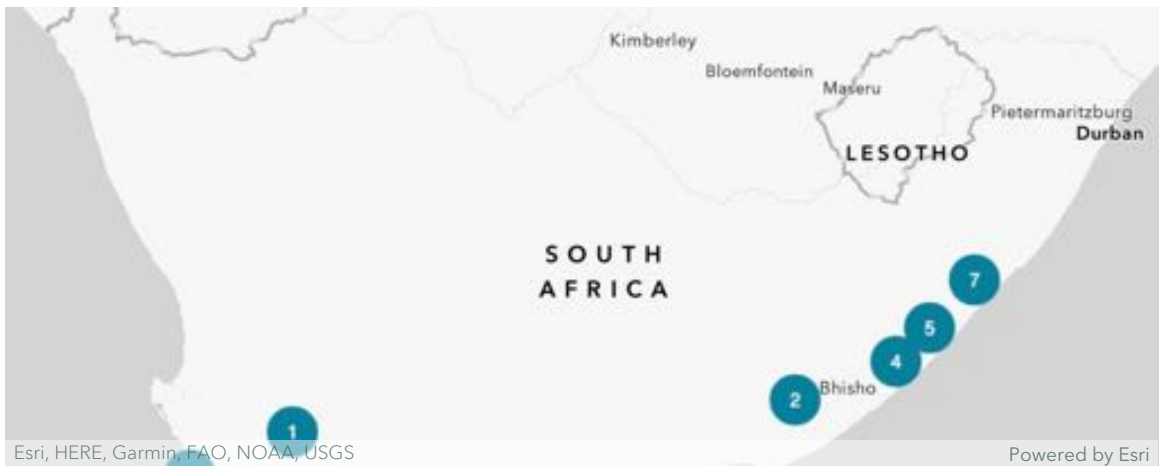 Kimberley
Bloemfontein
Maseru
Pietermaritzburg
Durban
LESOTHO
SOUTH
AFRICA
7
5
4
2
Bhisho
1
Esri, HERE, Garmin, FAO, NOAA, USGS
Powered by Esri